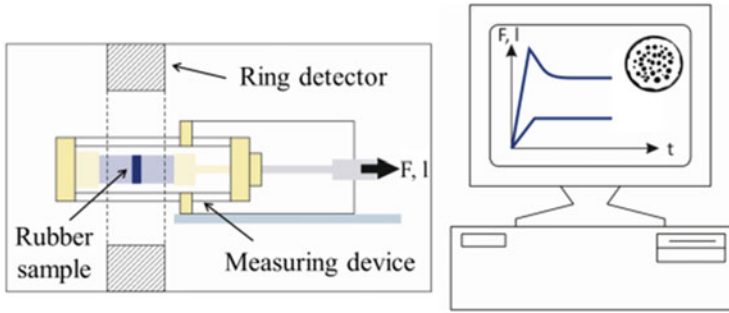 Ring detector
F, l
Rubber
sample
Measuring device
F, l
t